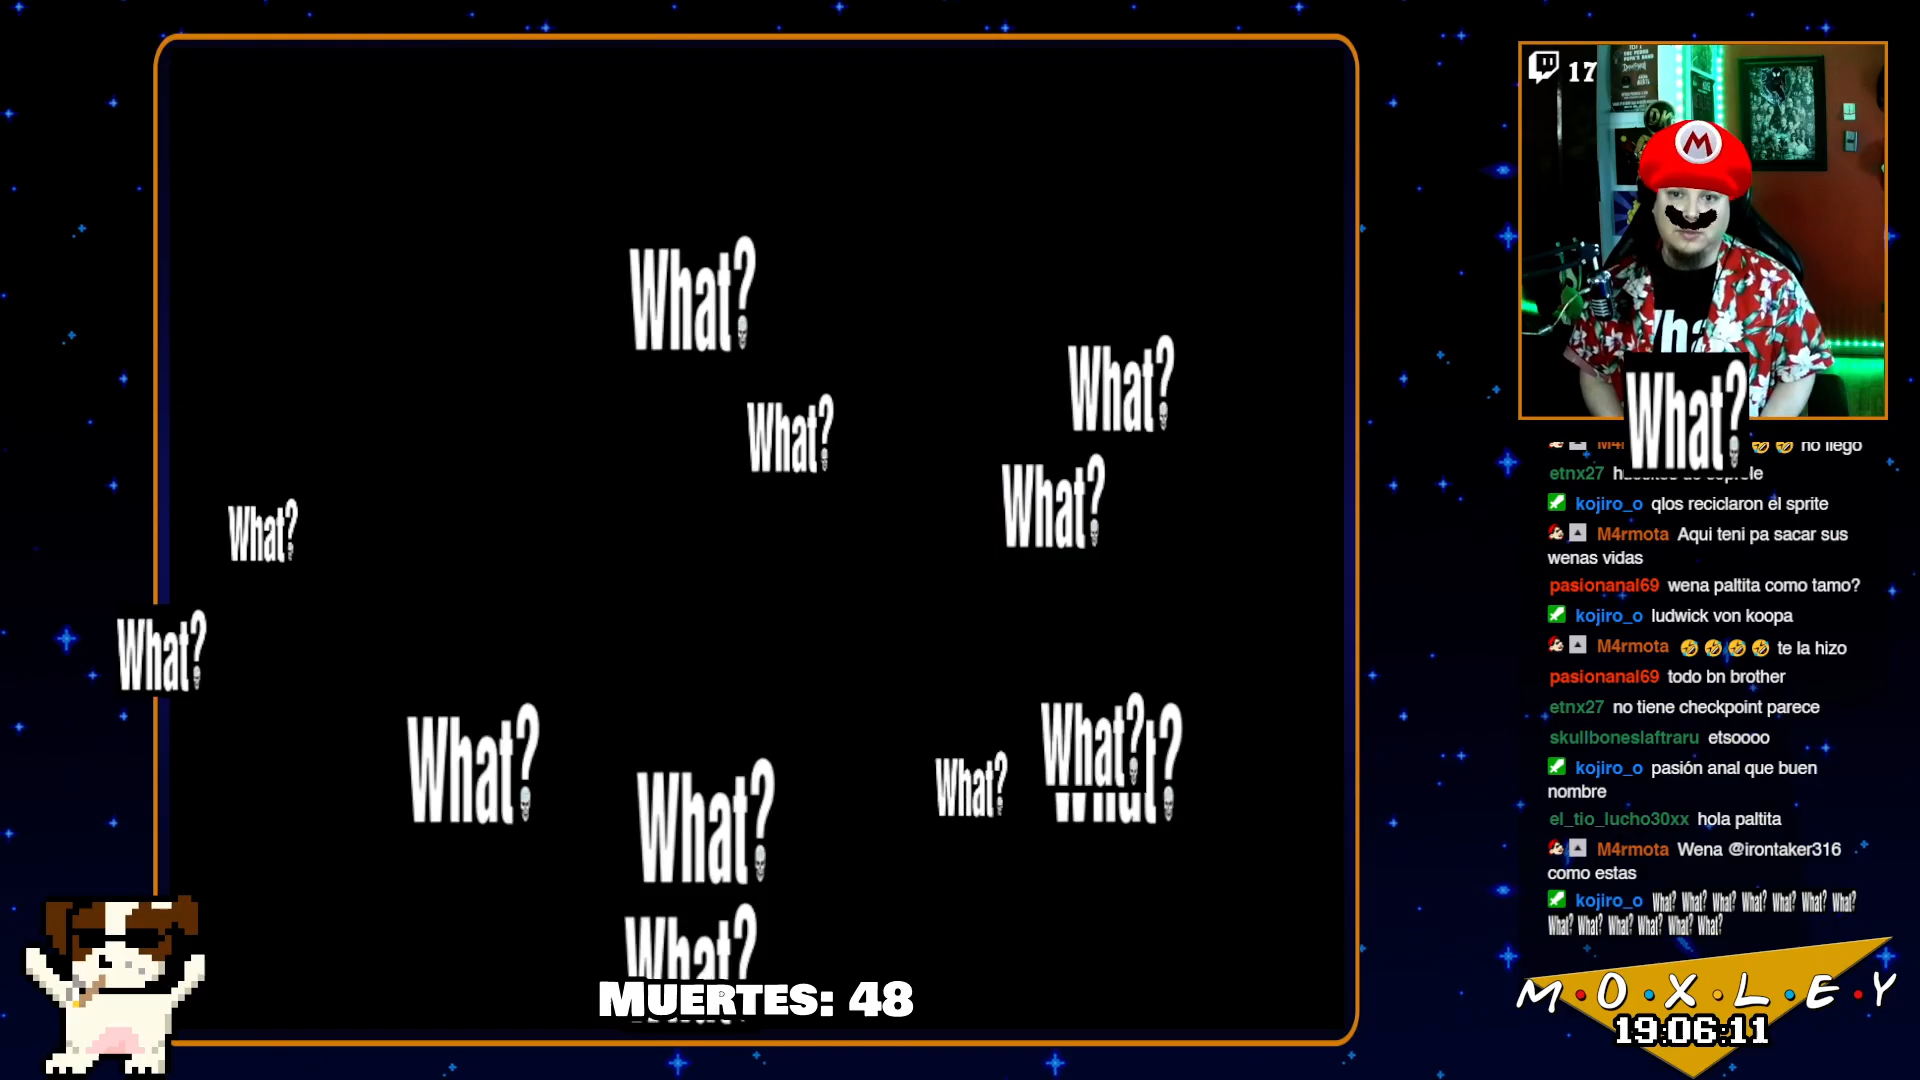 17
DK
M
What?
What?
What?
What?
What?
What?
What?
What?
What?
What?
What?
What?
What?
no llego
etnx27
kojiro_o qlos reciclaron el sprite
M4rmota Aqui teni pa sacar sus
wenas vidas
pasionanal69 wena paltita como tamo?
kojiro_o ludwick von koopa
M4rmota 🤣 🤣 🤣 🤣 te la hizo
pasionanal69 todo bn brother
etnx27 no tiene checkpoint parece
skullboneslaftraru etsoooo
kojiro_o pasión anal que buen
nombre
el_tio_lucho30xx hola paltita
M4rmota Wena @irontaker316
como estas
kojiro_o What? What? What? What? What? What? What?
What? What? What? What? What? What?
MUERTES: 48
M·O·X·L·E·Y
19:06:11